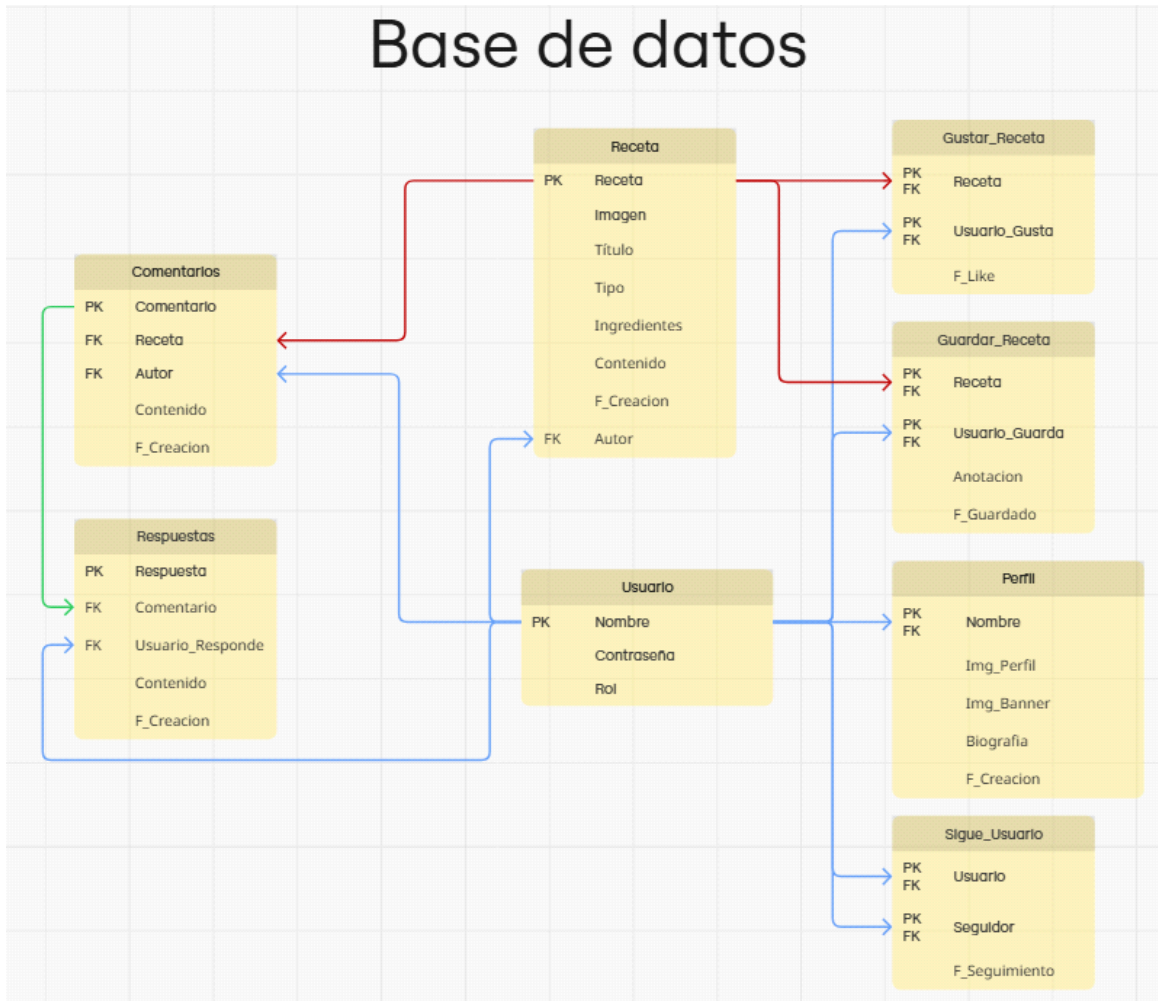 Base de datos
Comentarios
PK Comentario
FK Receta
FK Autor
Contenido
F_Creacion
Respuestas
PK Respuesta
FK Comentario
FK Usuario_Responde
Contenido
F_Creacion
Receta
PK Receta
Imagen
Título
Tipo
Ingredientes
Contenido
F_Creacion
FK Autor
Usuario
PK Nombre
Contraseña
Rol
Gustar_Receta
PK
FK Receta
PK
FK Usuario_Gusta
F_Like
Guardar_Receta
PK
FK Receta
PK
FK Usuario_Guarda
Anotacion
F_Guardado
Perfil
PK
FK Nombre
Img_Perfil
Img_Banner
Biografia
F_Creacion
Sigue_Usuario
PK
FK Usuario
PK
FK Seguidor
F_Seguimiento